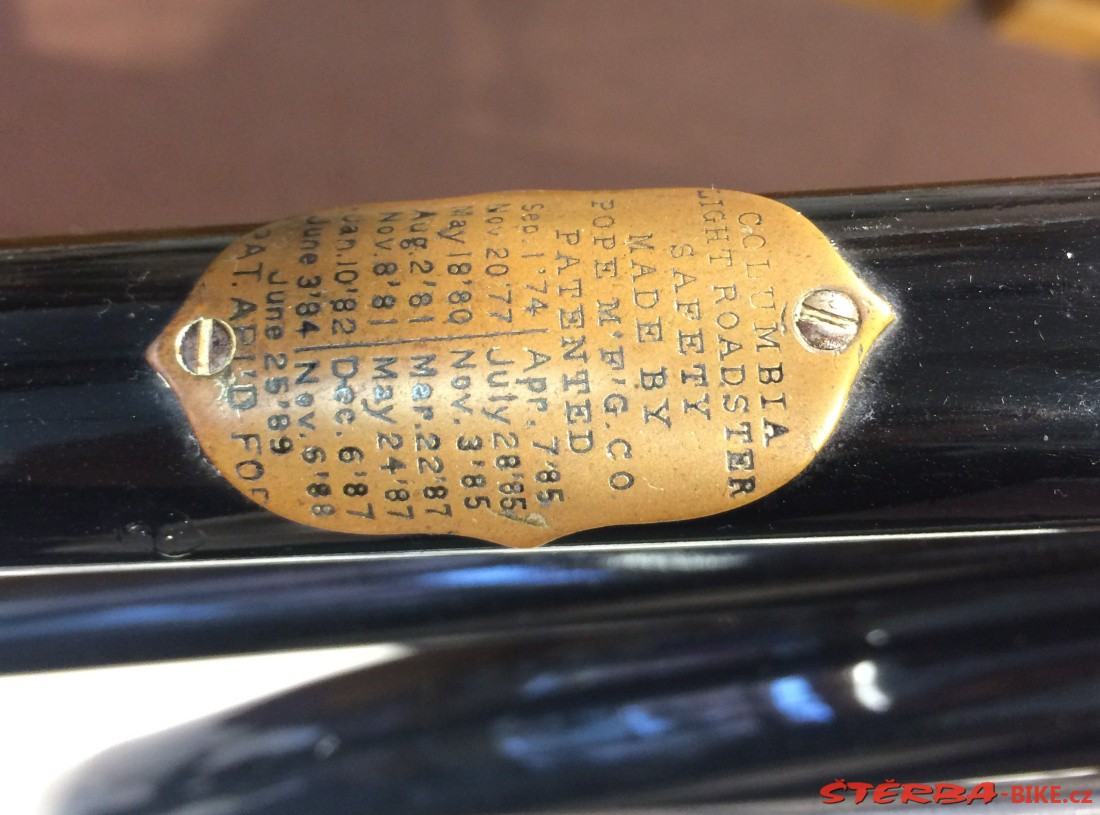 COLUMBIA
LIGHT ROADSTER
SAFETY
MADE BY
POPE M'F'G. CO
PATENTED
Sep. 1 '74 Apr. 7 '85
Nov. 20 '77 July 28 '85
May 18 '80 Nov. 3 '85
Aug. 2 '81 Mar. 22 '87
Nov. 8 '81 May 24 '87
Jan. 10 '82 Dec. 6 '87
June 3 '84 Nov. 6 '88
June 25 '89
PAT. APL'D FOR
ŠTĚRBA-BIKE.cz